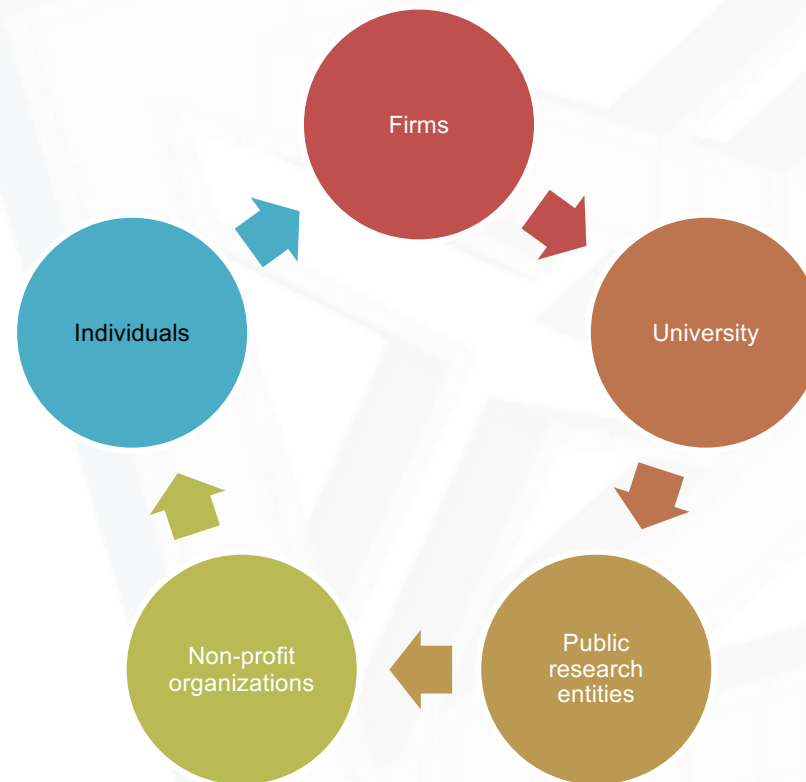 Firms
University
Public
research
entities
Non-profit
organizations
Individuals